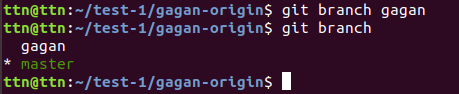 ttn@ttn:~/test-1/gagan-origin$ git branch gagan
ttn@ttn:~/test-1/gagan-origin$ git branch
  gagan
* master
ttn@ttn:~/test-1/gagan-origin$